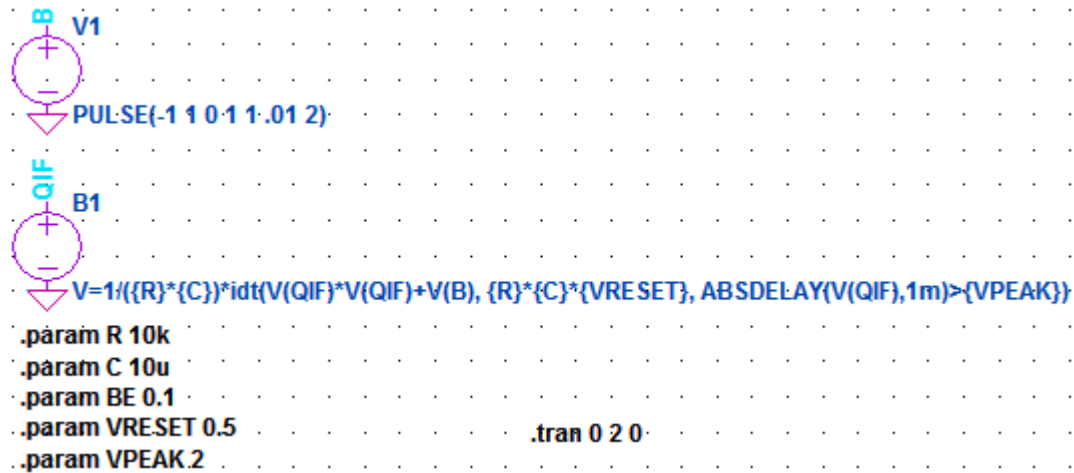 B
V1
PULSE(-1 1 0 1 1 .01 2)
QIF
B1
V=1/({R}*{C})*idt(V(QIF)*V(QIF)+V(B), {R}*{C}*{VRESET}, ABSDELAY(V(QIF),1m)>{VPEAK})
.param R 10k
.param C 10u
.param BE 0.1
.param VRESET 0.5
.tran 0 2 0
.param VPEAK 2